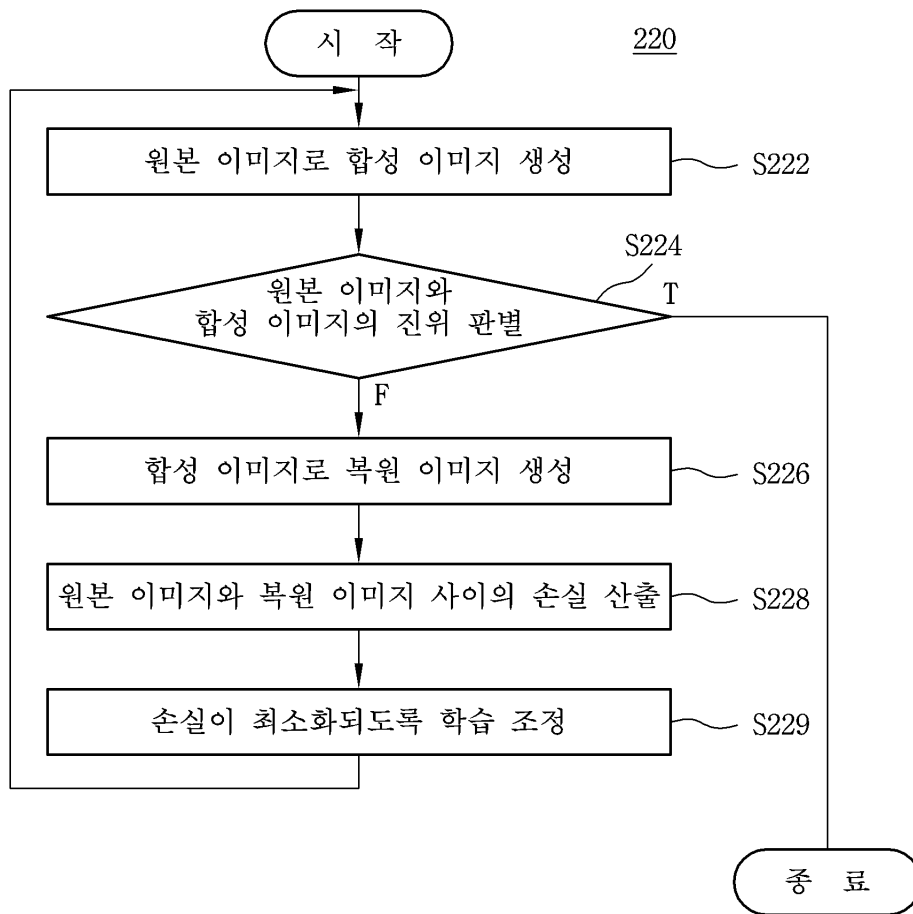 시 작
220
원본 이미지로 합성 이미지 생성
S222
S224
원본 이미지와
합성 이미지의 진위 판별
T
F
합성 이미지로 복원 이미지 생성
S226
원본 이미지와 복원 이미지 사이의 손실 산출
S228
손실이 최소화되도록 학습 조정
S229
종 료